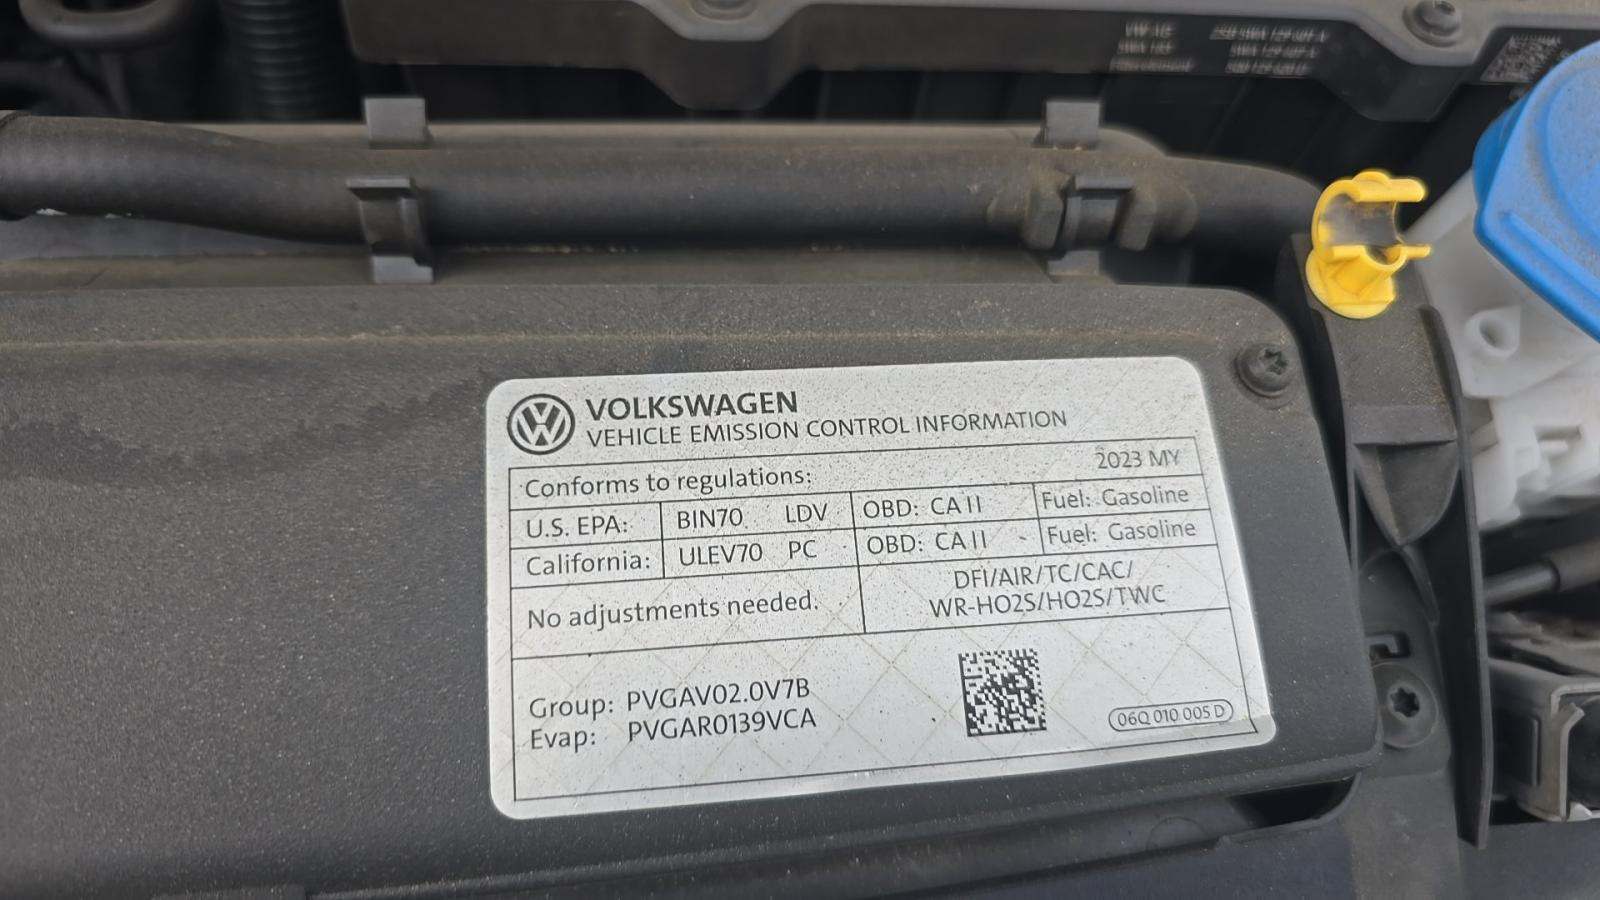 VOLKSWAGEN
VEHICLE EMISSION CONTROL INFORMATION
Conforms to regulations: 2023 MY
U.S. EPA: BIN70 LDV OBD: CA II Fuel: Gasoline
California: ULEV70 PC OBD: CA II Fuel: Gasoline
No adjustments needed.
DFI/AIR/TC/CAC/
WR-HO2S/HO2S/TWC
Group: PVGAV02.0V7B
Evap: PVGAR0139VCA
06Q 010 005 D